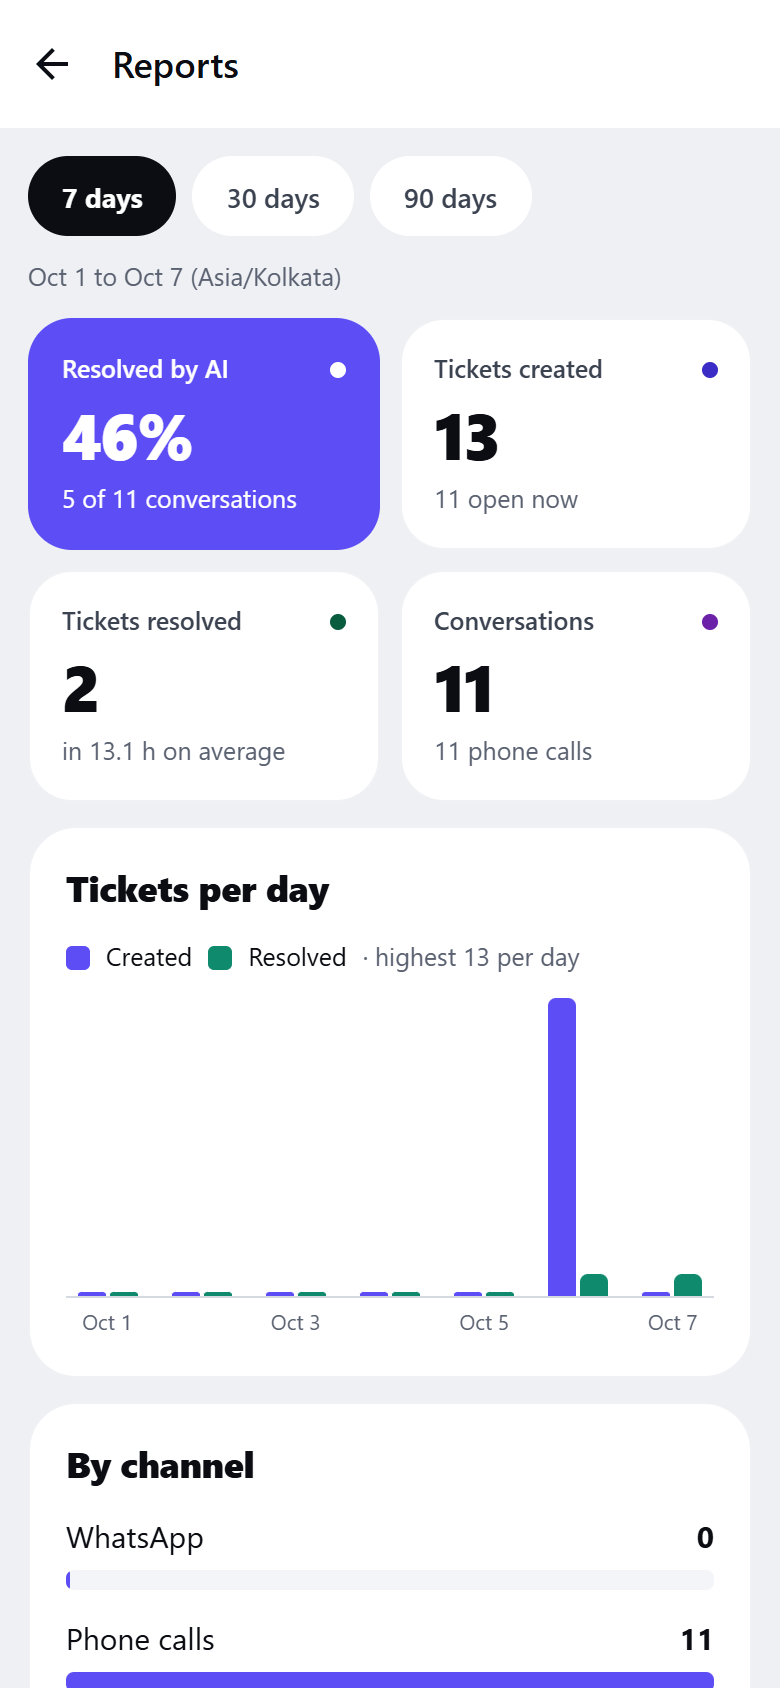 Reports
7 days 30 days 90 days
Oct 1 to Oct 7 (Asia/Kolkata)
Resolved by AI
46%
5 of 11 conversations
Tickets created
13
11 open now
Tickets resolved
2
in 13.1 h on average
Conversations
11
11 phone calls
Tickets per day
Created Resolved · highest 13 per day
Oct 1 Oct 3 Oct 5 Oct 7
By channel
WhatsApp 0
Phone calls 11